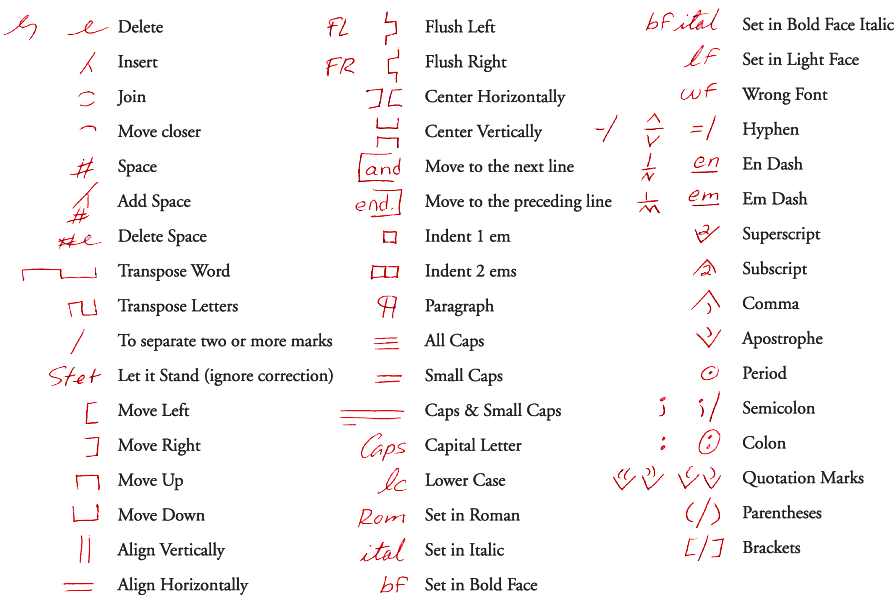 Delete
Insert
Join
Move closer
# Space
# Add Space
# Delete Space
Transpose Word
Transpose Letters
/ To separate two or more marks
Stet Let it Stand (ignore correction)
[ Move Left
] Move Right
Move Up
Move Down
|| Align Vertically
= Align Horizontally
FL Flush Left
FR Flush Right
] [ Center Horizontally
Center Vertically
and Move to the next line
end. Move to the preceding line
Indent 1 em
Indent 2 ems
¶ Paragraph
≡ All Caps
= Small Caps
Caps & Small Caps
Caps Capital Letter
lc Lower Case
Rom Set in Roman
ital Set in Italic
bf Set in Bold Face
bf ital Set in Bold Face Italic
lf Set in Light Face
wf Wrong Font
-/ =/ Hyphen
1/N en En Dash
1/M em Em Dash
2 Superscript
2 Subscript
, Comma
’ Apostrophe
. Period
; ;/ Semicolon
: : Colon
“ ” ‘ ’ Quotation Marks
(/) Parentheses
[/] Brackets